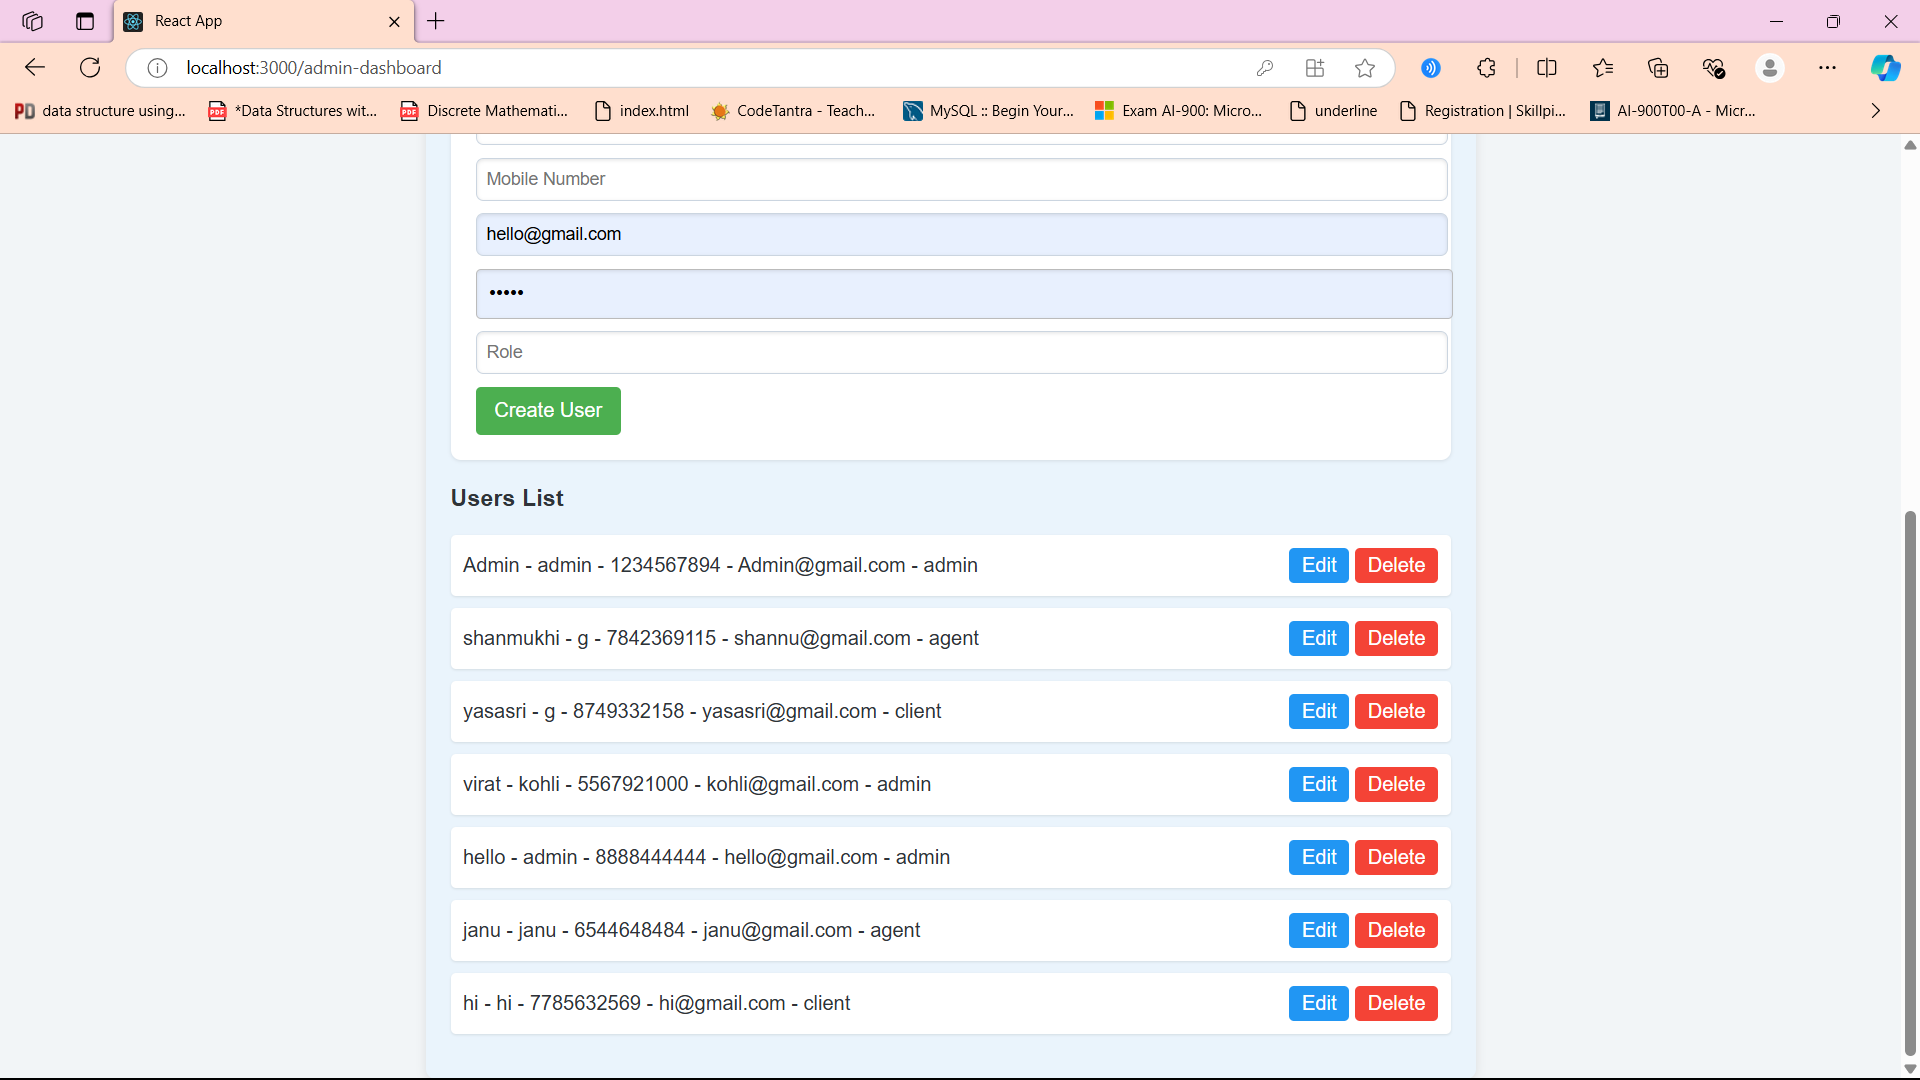 React App
localhost:3000/admin-dashboard
PD data structure using... PDF *Data Structures wit... PDF Discrete Mathemati... index.html CodeTantra - Teach... MySQL :: Begin Your... Exam AI-900: Micro... underline Registration | Skillpi... AI-900T00-A - Micr...
Mobile Number
hello@gmail.com
•••••
Role
Create User
Users List
Admin - admin - 1234567894 - Admin@gmail.com - admin Edit Delete
shanmukhi - g - 7842369115 - shannu@gmail.com - agent Edit Delete
yasasri - g - 8749332158 - yasasri@gmail.com - client Edit Delete
virat - kohli - 5567921000 - kohli@gmail.com - admin Edit Delete
hello - admin - 8888444444 - hello@gmail.com - admin Edit Delete
janu - janu - 6544648484 - janu@gmail.com - agent Edit Delete
hi - hi - 7785632569 - hi@gmail.com - client Edit Delete